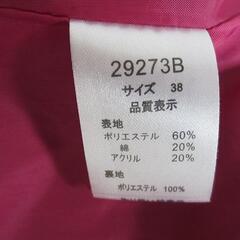 29273B
サイズ 38
品質表示
表地
ポリエステル 60%
綿 20%
アクリル 20%
裏地
ポリエステル 100%